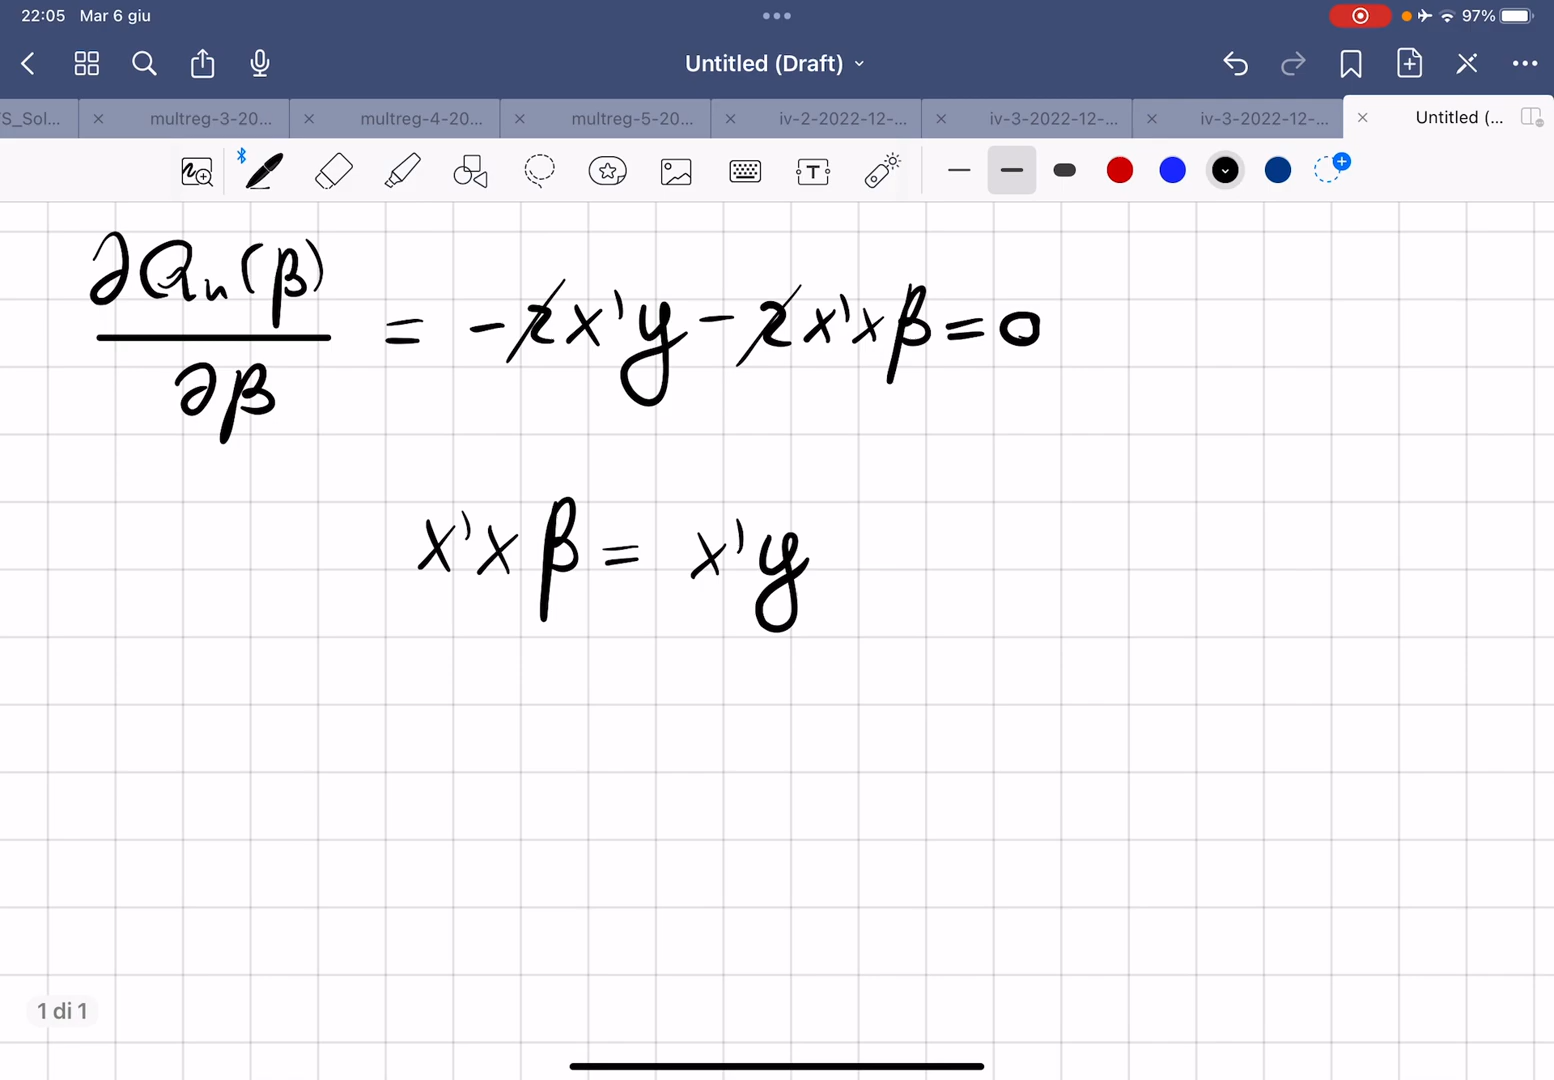 22:05 Mar 6 giu 97%
Untitled (Draft)
S_Sol... multreg-3-20... multreg-4-20... multreg-5-20... iv-2-2022-12-... iv-3-2022-12-... iv-3-2022-12-... Untitled (...
∂Qn(β)/∂β = -2x'y - 2x'xβ = 0
x'xβ = x'y
1 di 1